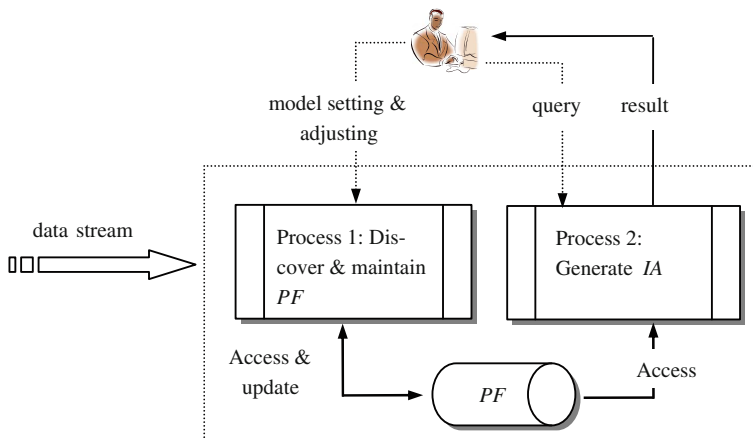 model setting &
adjusting
query
result
data stream
Process 1: Dis-
cover & maintain
PF
Process 2:
Generate IA
Access &
update
PF
Access